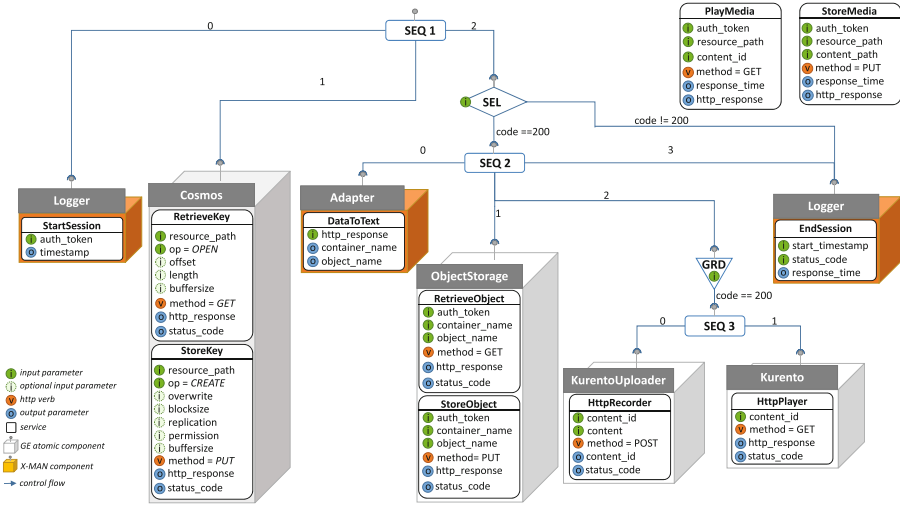 0
SEQ 1
2
1
SEL
code ==200
code != 200
0
SEQ 2
3
1
2
GRD
code == 200
0
SEQ 3
1
PlayMedia
auth_token
resource_path
content_id
method = GET
response_time
http_response
StoreMedia
auth_token
resource_path
content_path
method = PUT
response_time
http_response
Logger
StartSession
auth_token
timestamp
Cosmos
RetrieveKey
resource_path
op = OPEN
offset
length
buffersize
method = GET
http_response
status_code
StoreKey
resource_path
op = CREATE
overwrite
blocksize
replication
permission
buffersize
method = PUT
http_response
status_code
Adapter
DataToText
http_response
container_name
object_name
ObjectStorage
RetrieveObject
auth_token
container_name
object_name
method = GET
http_response
status_code
StoreObject
auth_token
container_name
object_name
method= PUT
http_response
status_code
KurentoUploader
HttpRecorder
content_id
content
method = POST
content_id
status_code
Kurento
HttpPlayer
content_id
method = GET
http_response
status_code
Logger
EndSession
start_timestamp
status_code
response_time
i input parameter
i optional input parameter
v http verb
o output parameter
service
GE atomic component
X-MAN component
control flow